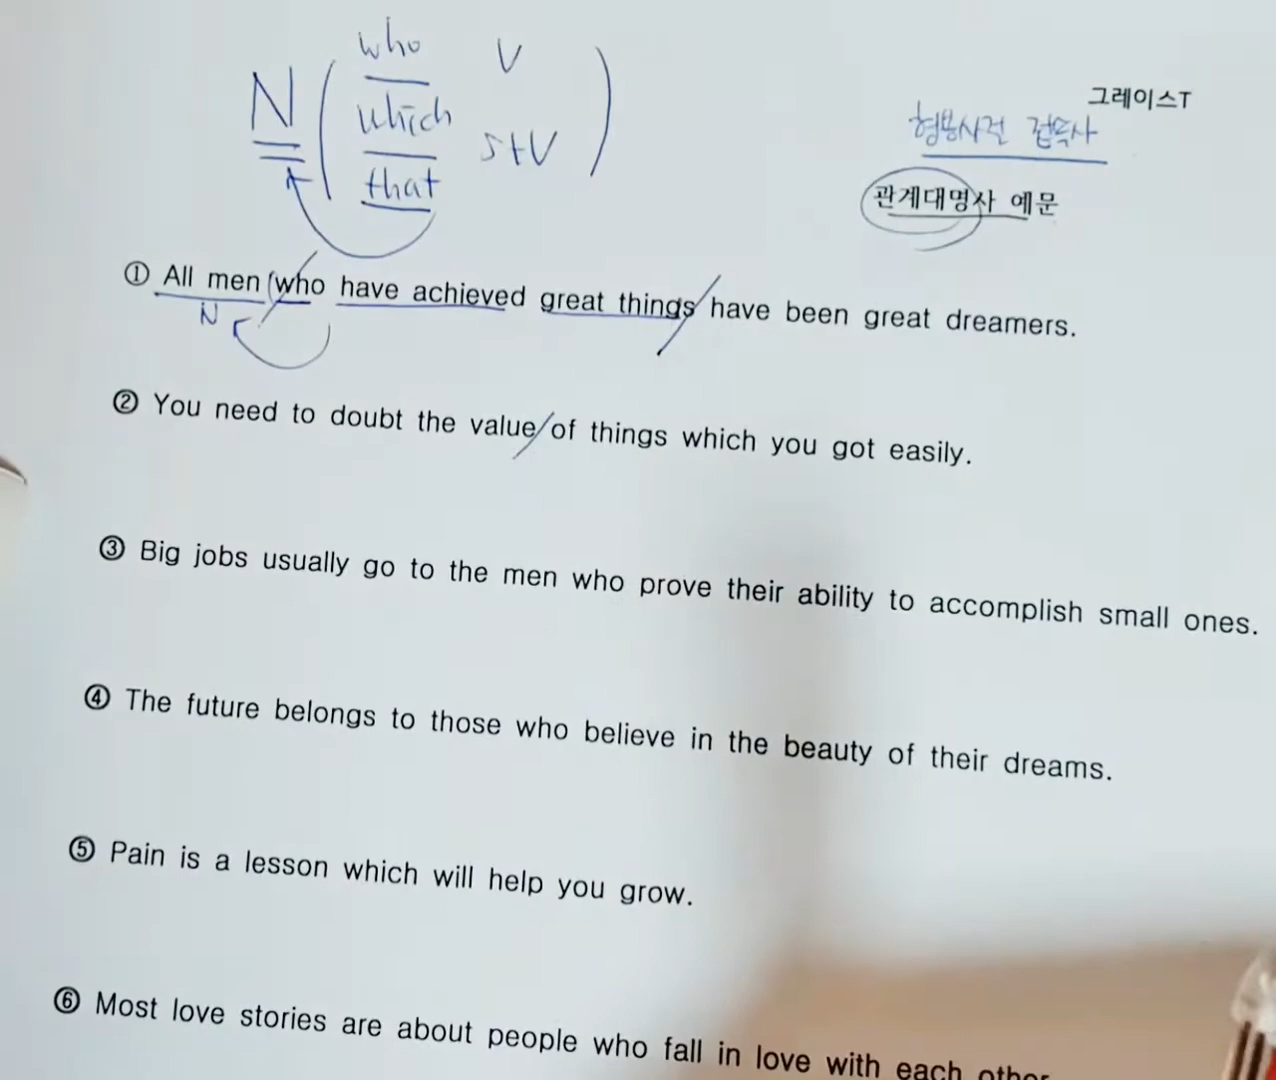 who V
N
which
S+V
that
그레이스T
형용사절 접속사
관계대명사 예문
① All men (who have achieved great things have been great dreamers.
N
② You need to doubt the value of things which you got easily.
③ Big jobs usually go to the men who prove their ability to accomplish small ones.
④ The future belongs to those who believe in the beauty of their dreams.
⑤ Pain is a lesson which will help you grow.
⑥ Most love stories are about people who fall in love with each other